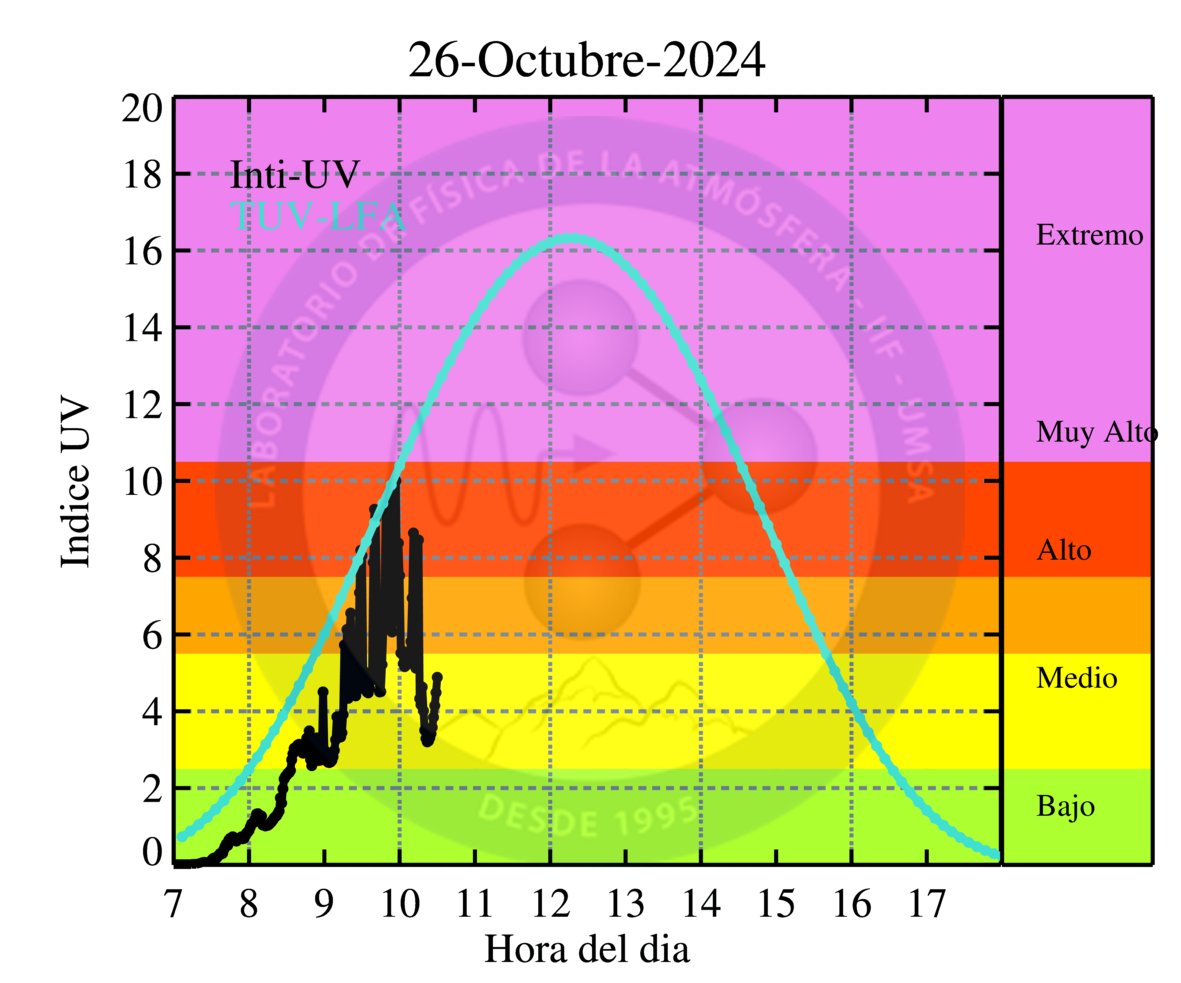 26-Octubre-2024
20
18
16
14
12
10
8
6
4
2
0
Indice UV
Inti-UV
TUV-LFA
LABORATORIO DE FÍSICA DE LA ATMÓSFERA - IIF - UMSA
DESDE 1995
Extremo
Muy Alto
Alto
Medio
Bajo
7 8 9 10 11 12 13 14 15 16 17
Hora del dia